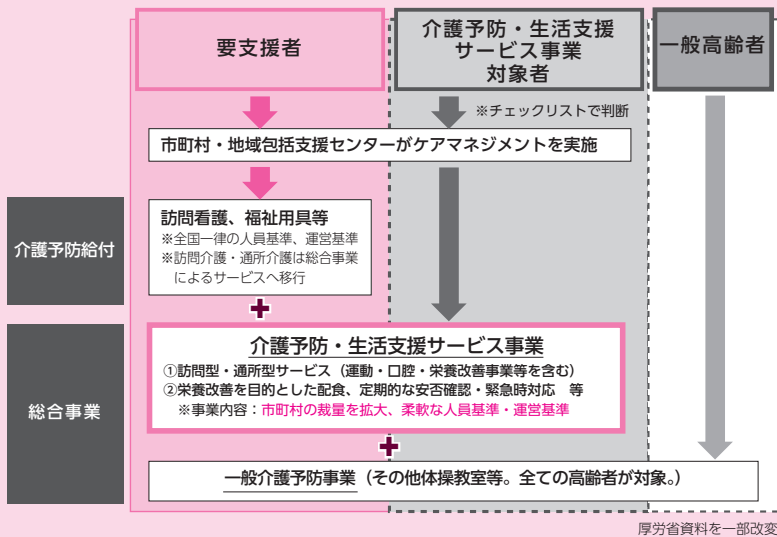 要支援者
介護予防・生活支援
サービス事業
対象者
一般高齢者
※チェックリストで判断
市町村・地域包括支援センターがケアマネジメントを実施
介護予防給付
訪問看護、福祉用具等
※全国一律の人員基準、運営基準
※訪問介護・通所介護は総合事業
によるサービスへ移行
+
総合事業
介護予防・生活支援サービス事業
①訪問型・通所型サービス（運動・口腔・栄養改善事業等を含む）
②栄養改善を目的とした配食、定期的な安否確認・緊急時対応 等
※事業内容：市町村の裁量を拡大、柔軟な人員基準・運営基準
+
一般介護予防事業（その他体操教室等。全ての高齢者が対象。）
厚労省資料を一部改変